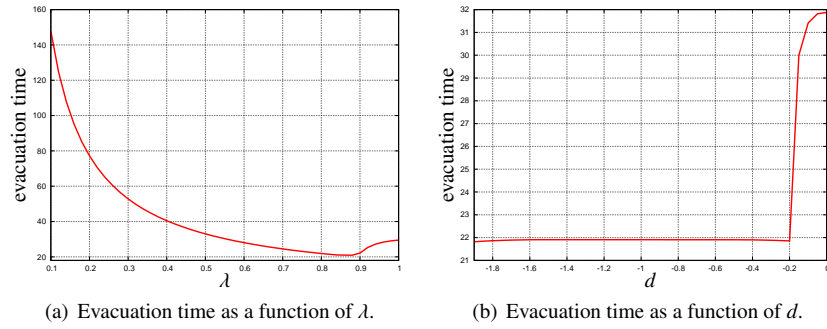 160
140
120
100
80
60
40
20
evacuation time
0.1 0.2 0.3 0.4 0.5 0.6 0.7 0.8 0.9 1
λ
(a) Evacuation time as a function of λ.
32
31
30
29
28
27
26
25
24
23
22
21
evacuation time
-1.8 -1.6 -1.4 -1.2 -1 -0.8 -0.6 -0.4 -0.2 0
d
(b) Evacuation time as a function of d.